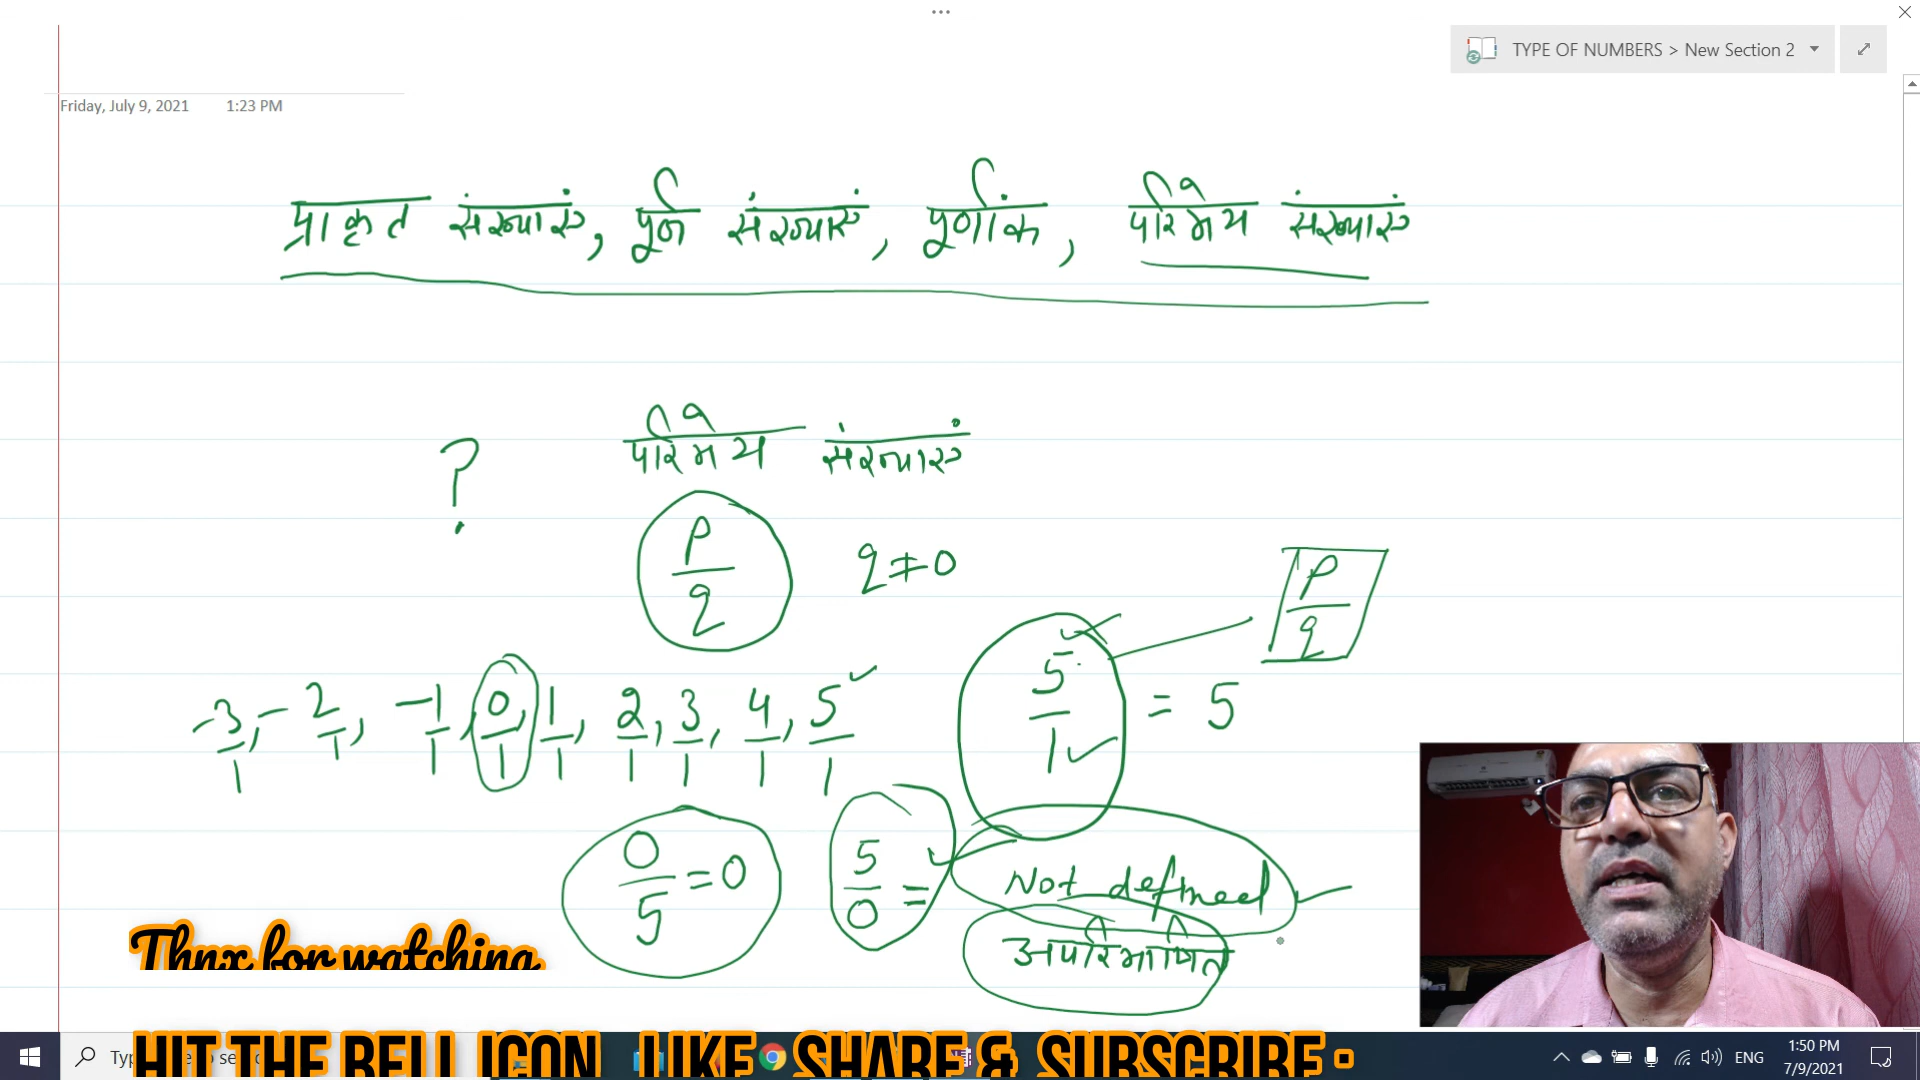 TYPE OF NUMBERS > New Section 2
Friday, July 9, 2021 1:23 PM
प्राकृत संख्याएं, पूर्ण संख्याएं, पूर्णांक, परिमेय संख्याएं
? परिमेय संख्याएं
p/q q ≠ 0
p/q
-3/1, -2/1, -1/1, 0/1, 1/1, 2/1, 3/1, 4/1, 5/1 5/1 = 5
0/5 = 0 5/0 = Not defined
अपरिभाषित
Thnx for watching
HIT THE BELL ICON, LIKE, SHARE & SUBSCRIBE
ENG
1:50 PM
7/9/2021